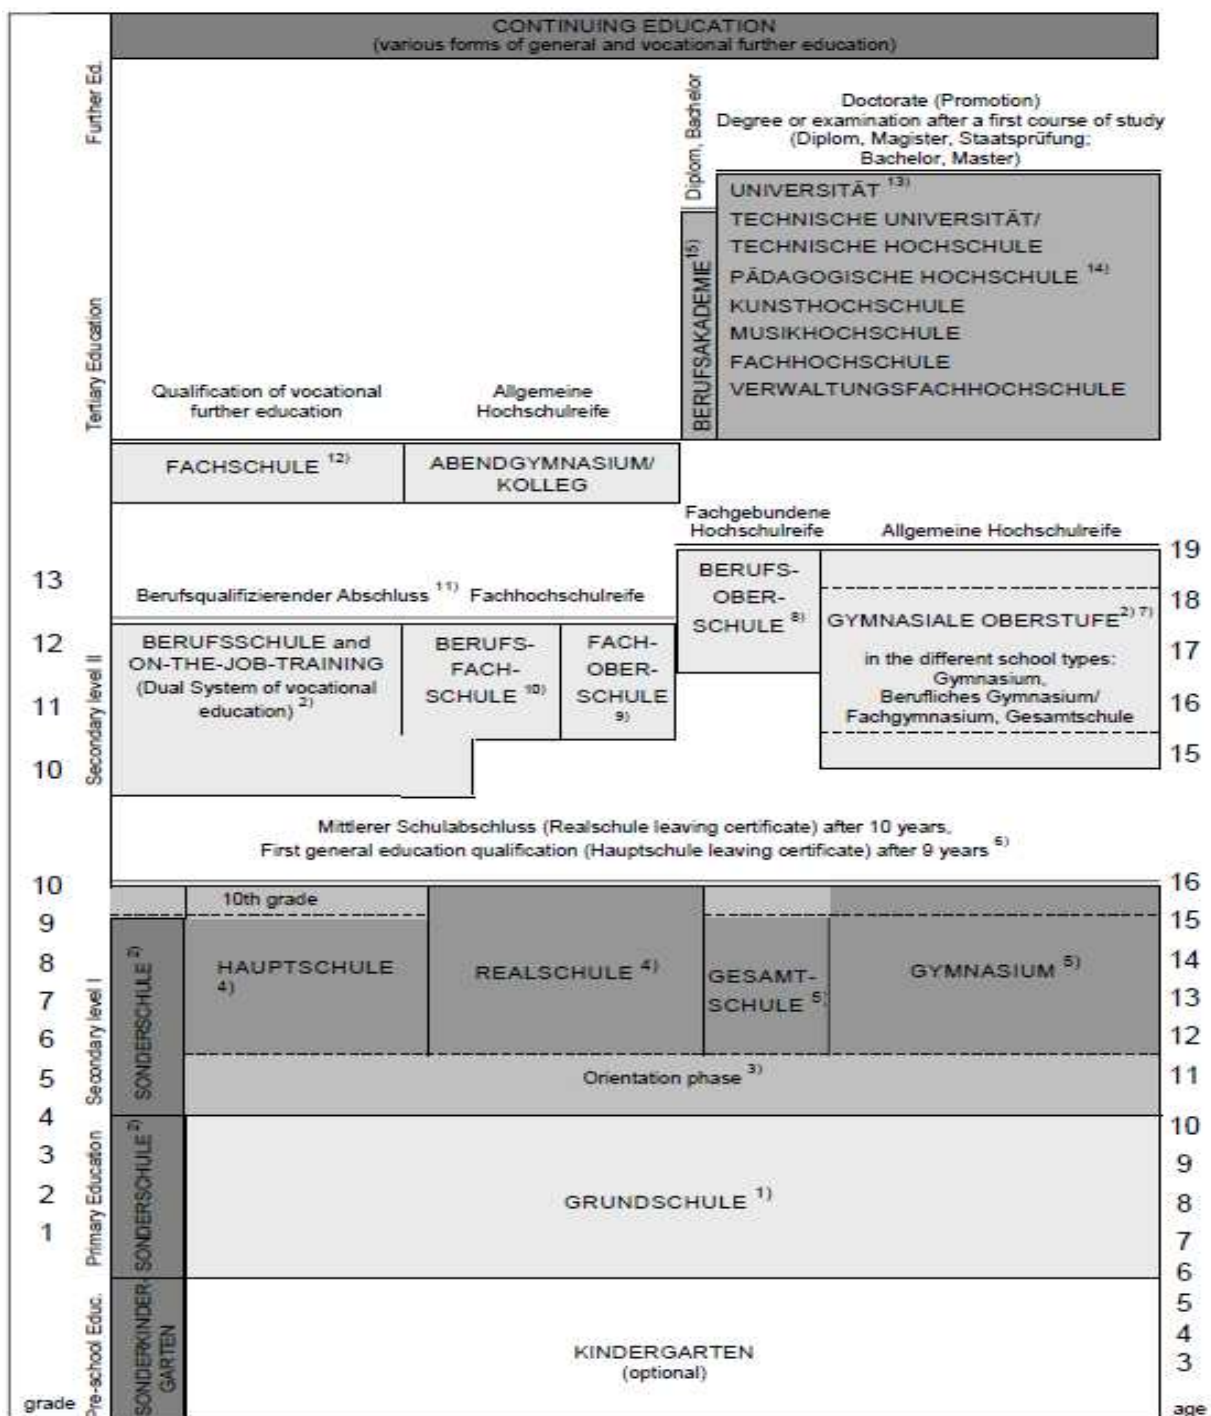 CONTINUING EDUCATION
(various forms of general and vocational further education)
Further Ed.
Diplom, Bachelor
Doctorate (Promotion)
Degree or examination after a first course of study
(Diplom, Magister, Staatsprüfung;
Bachelor, Master)
Tertiary Education
BERUFSAKADEMIE 15)
UNIVERSITÄT 13)
TECHNISCHE UNIVERSITÄT/
TECHNISCHE HOCHSCHULE
PÄDAGOGISCHE HOCHSCHULE 14)
KUNSTHOCHSCHULE
MUSIKHOCHSCHULE
FACHHOCHSCHULE
VERWALTUNGSFACHHOCHSCHULE
Qualification of vocational
further education
Allgemeine
Hochschulreife
FACHSCHULE 12)
ABENDGYMNASIUM/
KOLLEG
Fachgebundene
Hochschulreife
Allgemeine Hochschulreife
13
12
11
10
Secondary level II
Berufsqualifizierender Abschluss 11)
Fachhochschulreife
BERUFSSCHULE and
ON-THE-JOB-TRAINING
(Dual System of vocational
education) 2)
BERUFS-
FACH-
SCHULE 10)
FACH-
OBER-
SCHULE
9)
BERUFS-
OBER-
SCHULE 8)
GYMNASIALE OBERSTUFE 2) 7)
in the different school types:
Gymnasium,
Berufliches Gymnasium/
Fachgymnasium, Gesamtschule
19
18
17
16
15
Mittlerer Schulabschluss (Realschule leaving certificate) after 10 years,
First general education qualification (Hauptschule leaving certificate) after 9 years 6)
10
9
8
7
6
5
4
3
2
1
grade
Secondary level I
Primary Education
Pre-school Educ.
SONDERSCHULE 2)
SONDERSCHULE 2)
SONDERKINDER-
GARTEN
10th grade
HAUPTSCHULE
4)
REALSCHULE 4)
GESAMT-
SCHULE 5)
GYMNASIUM 5)
Orientation phase 3)
GRUNDSCHULE 1)
KINDERGARTEN
(optional)
16
15
14
13
12
11
10
9
8
7
6
5
4
3
age